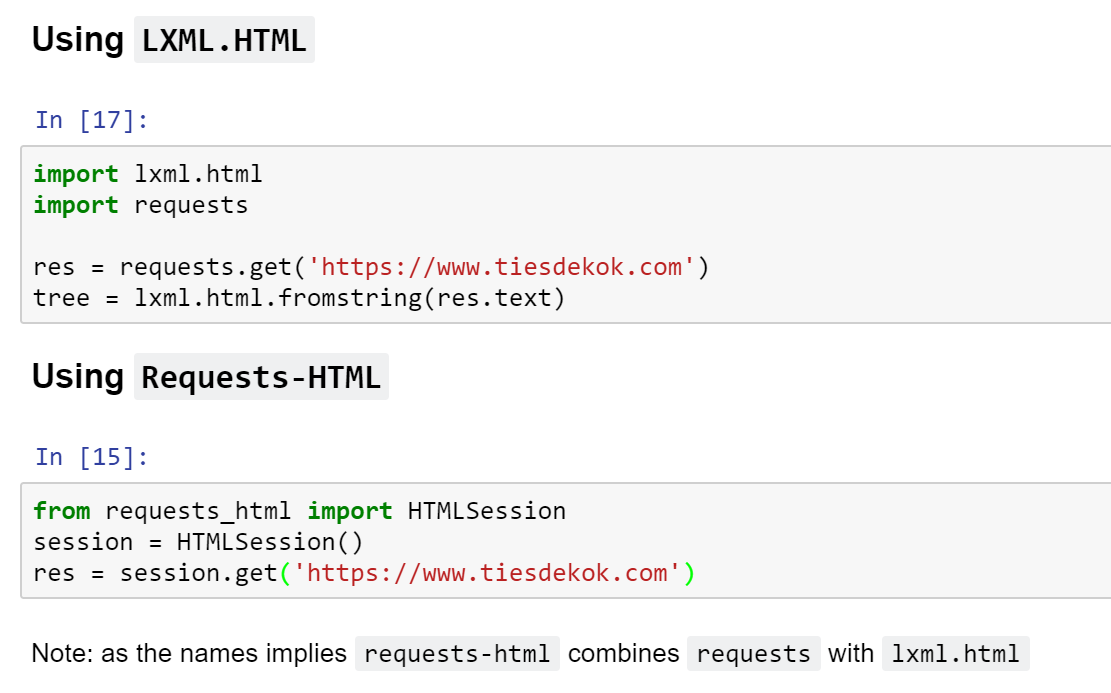 Using LXML.HTML
In [17]:
import lxml.html
import requests
res = requests.get('https://www.tiesdekok.com')
tree = lxml.html.fromstring(res.text)
Using Requests-HTML
In [15]:
from requests_html import HTMLSession
session = HTMLSession()
res = session.get('https://www.tiesdekok.com')
Note: as the names implies requests-html combines requests with lxml.html